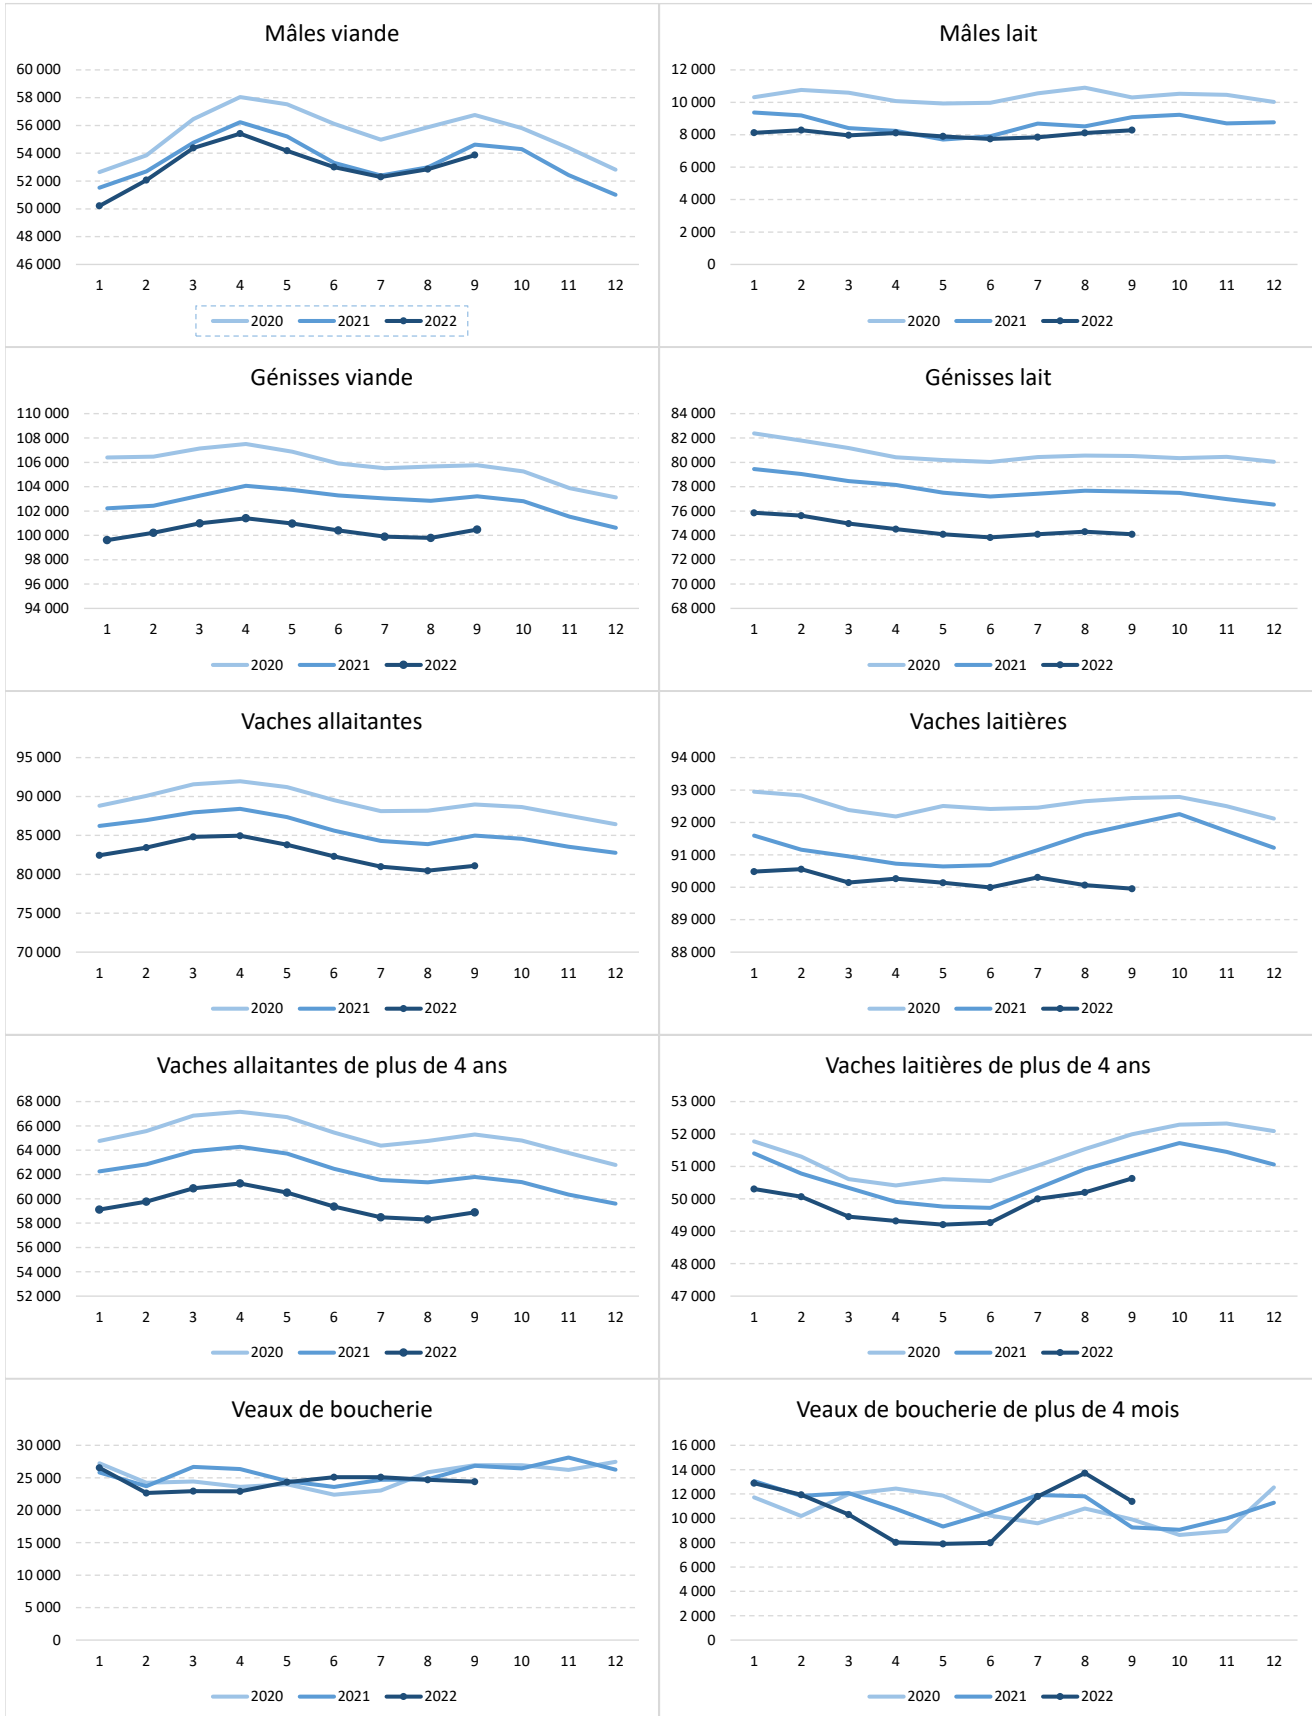 Mâles viande
60 000
58 000
56 000
54 000
52 000
50 000
48 000
46 000
1 2 3 4 5 6 7 8 9 10 11 12
2020 2021 2022
Mâles lait
12 000
10 000
8 000
6 000
4 000
2 000
0
1 2 3 4 5 6 7 8 9 10 11 12
2020 2021 2022
Génisses viande
110 000
108 000
106 000
104 000
102 000
100 000
98 000
96 000
94 000
1 2 3 4 5 6 7 8 9 10 11 12
2020 2021 2022
Génisses lait
84 000
82 000
80 000
78 000
76 000
74 000
72 000
70 000
68 000
1 2 3 4 5 6 7 8 9 10 11 12
2020 2021 2022
Vaches allaitantes
95 000
90 000
85 000
80 000
75 000
70 000
1 2 3 4 5 6 7 8 9 10 11 12
2020 2021 2022
Vaches laitières
94 000
93 000
92 000
91 000
90 000
89 000
88 000
1 2 3 4 5 6 7 8 9 10 11 12
2020 2021 2022
Vaches allaitantes de plus de 4 ans
68 000
66 000
64 000
62 000
60 000
58 000
56 000
54 000
52 000
1 2 3 4 5 6 7 8 9 10 11 12
2020 2021 2022
Vaches laitières de plus de 4 ans
53 000
52 000
51 000
50 000
49 000
48 000
47 000
1 2 3 4 5 6 7 8 9 10 11 12
2020 2021 2022
Veaux de boucherie
30 000
25 000
20 000
15 000
10 000
5 000
0
1 2 3 4 5 6 7 8 9 10 11 12
2020 2021 2022
Veaux de boucherie de plus de 4 mois
16 000
14 000
12 000
10 000
8 000
6 000
4 000
2 000
0
1 2 3 4 5 6 7 8 9 10 11 12
2020 2021 2022